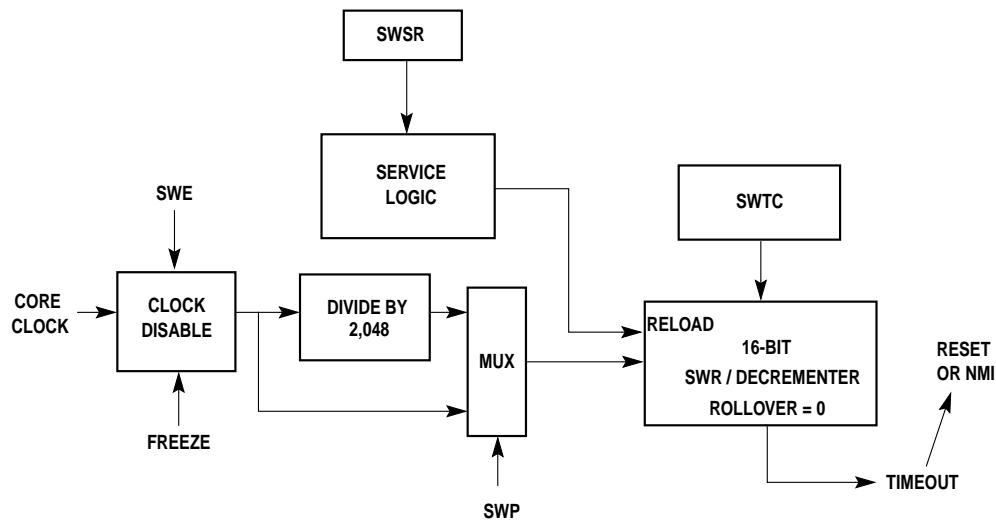 SWSR
SERVICE
LOGIC
SWE
SWTC
CORE
CLOCK
CLOCK
DISABLE
DIVIDE BY
2,048
MUX
RELOAD
16-BIT
SWR / DECREMENTER
ROLLOVER = 0
RESET
OR NMI
FREEZE
SWP
TIMEOUT